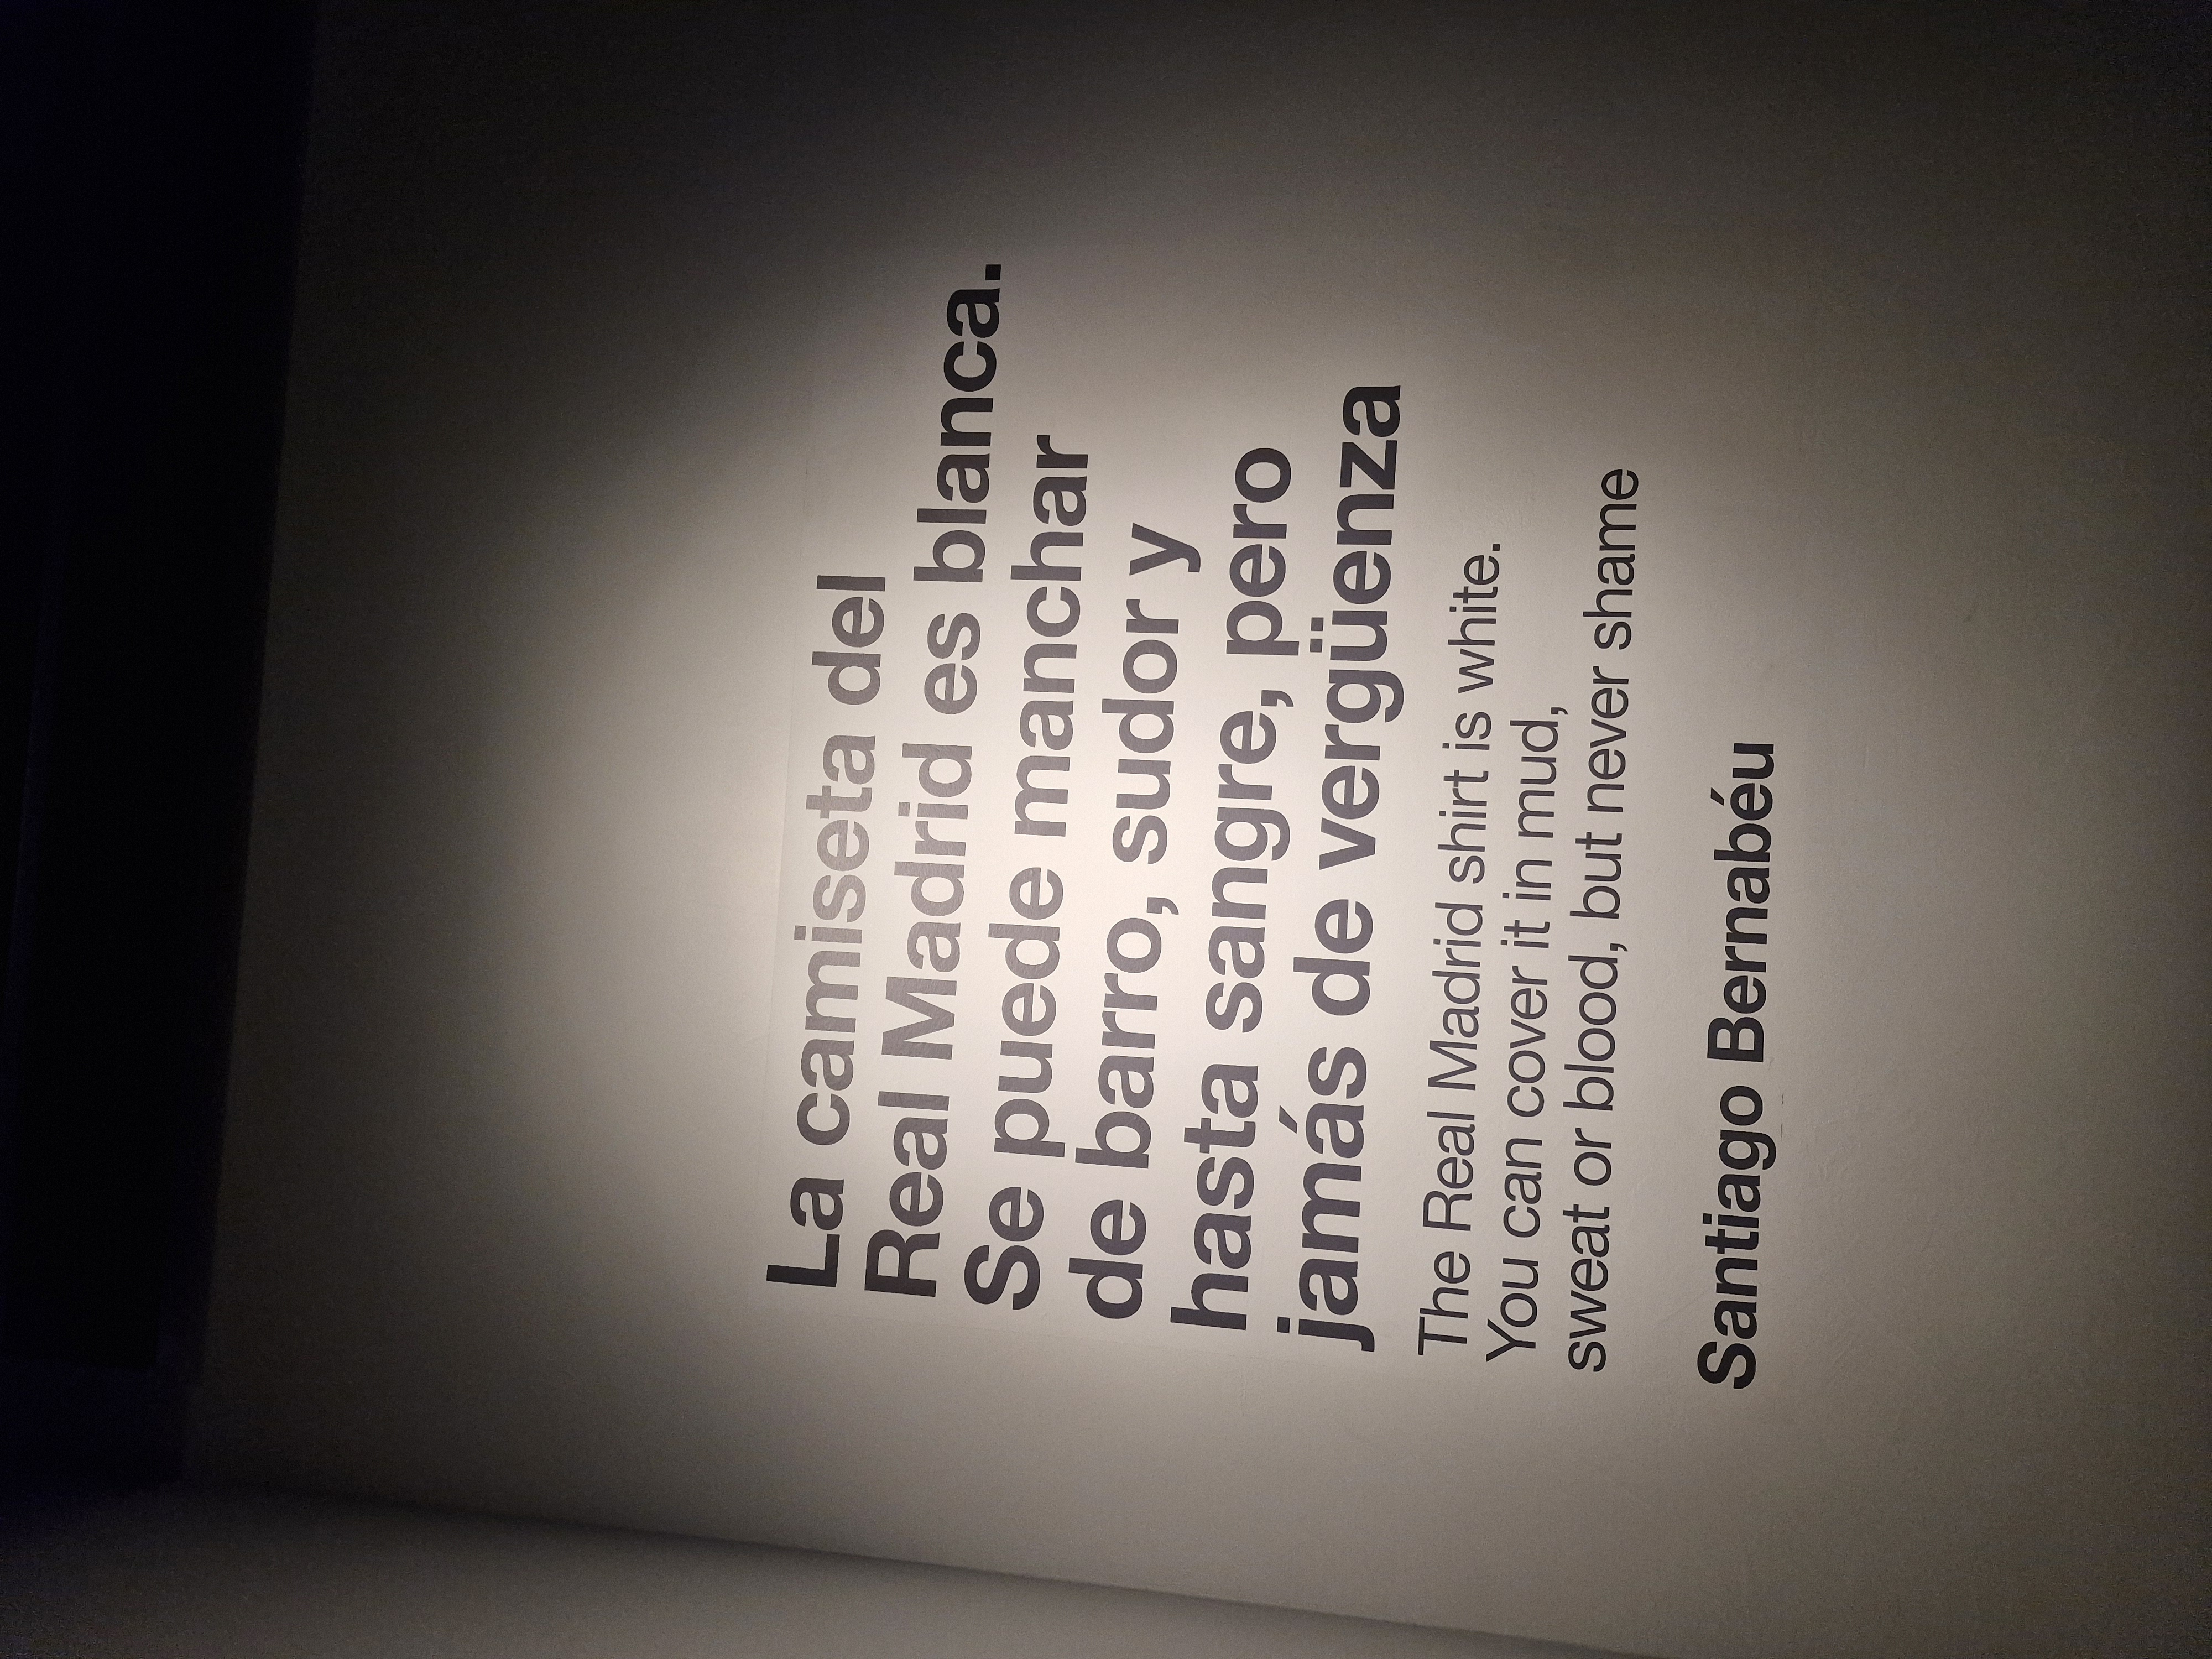 La camiseta del
Real Madrid es blanca.
Se puede manchar
de barro, sudor y
hasta sangre, pero
jamás de vergüenza
The Real Madrid shirt is white.
You can cover it in mud,
sweat or blood, but never shame
Santiago Bernabéu